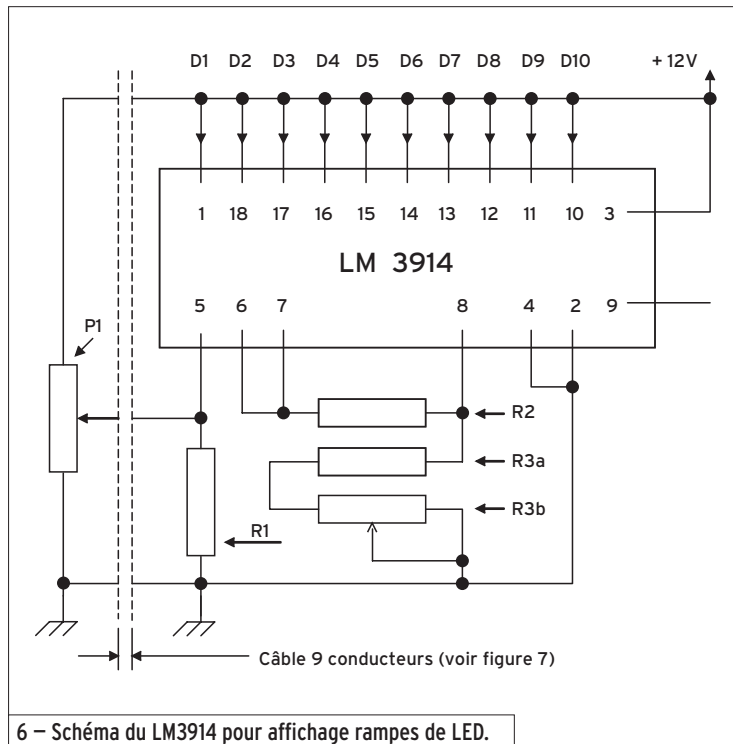 D1 D2 D3 D4 D5 D6 D7 D8 D9 D10 + 12V
1 18 17 16 15 14 13 12 11 10 3
LM 3914
5 6 7 8 4 2 9
P1
R2
R3a
R3b
R1
Câble 9 conducteurs (voir figure 7)
6 – Schéma du LM3914 pour affichage rampes de LED.